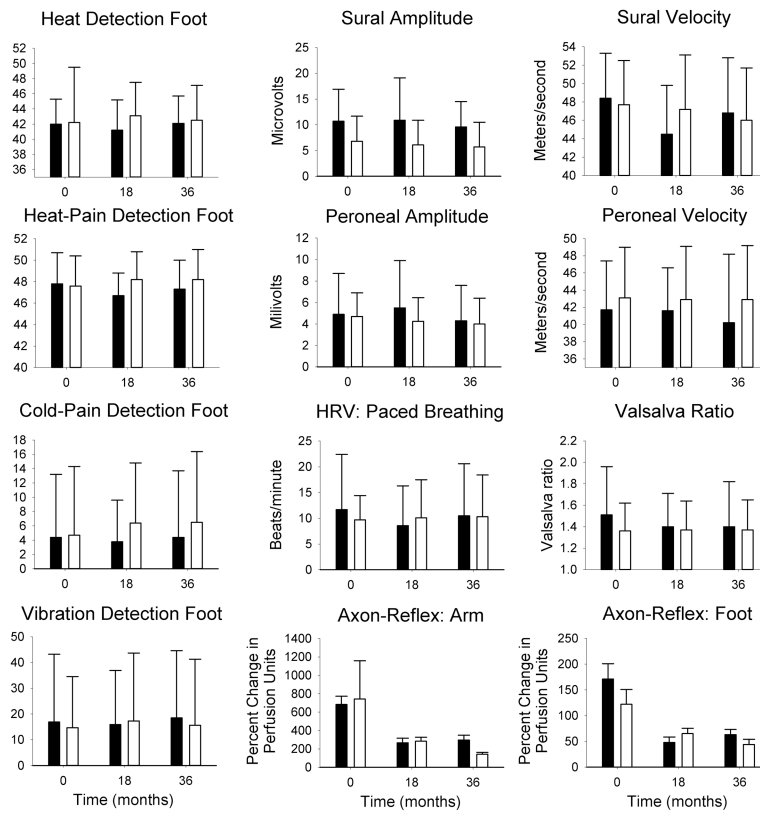 Heat Detection Foot
52
50
48
46
44
42
40
38
36
0 18 36
Sural Amplitude
Microvolts
25
20
15
10
5
0
0 18 36
Sural Velocity
Meters/second
54
52
50
48
46
44
42
40
0 18 36
Heat-Pain Detection Foot
52
50
48
46
44
42
40
0 18 36
Peroneal Amplitude
Milivolts
12
10
8
6
4
2
0
0 18 36
Peroneal Velocity
Meters/second
50
48
46
44
42
40
38
36
0 18 36
Cold-Pain Detection Foot
18
16
14
12
10
8
6
4
2
0
0 18 36
HRV: Paced Breathing
Beats/minute
25
20
15
10
5
0
0 18 36
Valsalva Ratio
Valsalva ratio
2.2
2.0
1.8
1.6
1.4
1.2
1.0
0 18 36
Vibration Detection Foot
50
40
30
20
10
0
0 18 36
Time (months)
Axon-Reflex: Arm
Percent Change in
Perfusion Units
1400
1200
1000
800
600
400
200
0
0 18 36
Time (months)
Axon-Reflex: Foot
Percent Change in
Perfusion Units
250
200
150
100
50
0
0 18 36
Time (months)